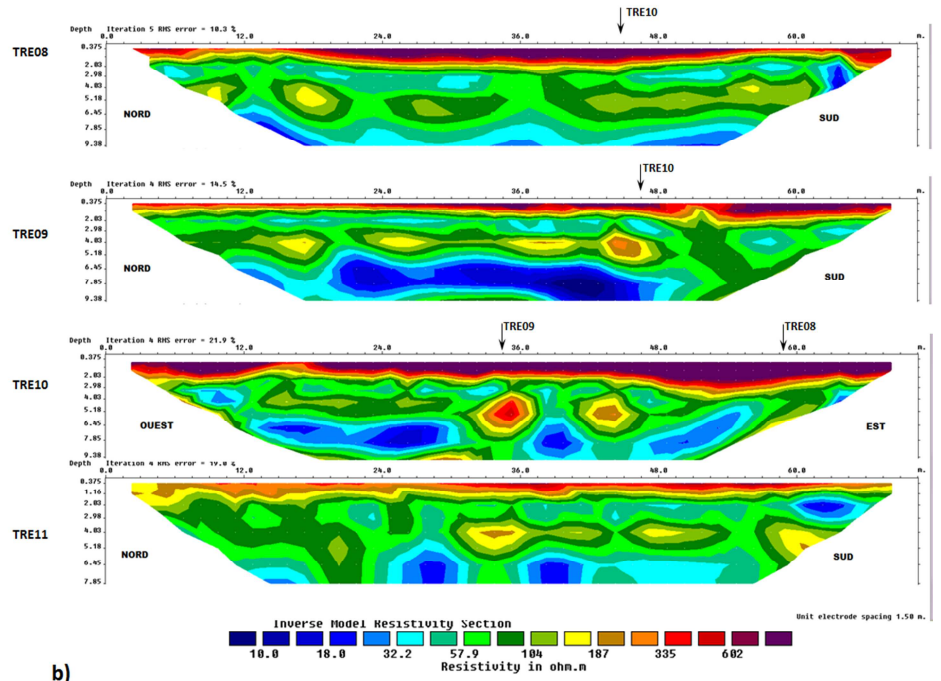 TRE10
Depth Iteration 5 RMS error = 10.3 %
TRE08 0.0 12.0 24.0 36.0 48.0 60.0 m.
0.375
2.03
2.98
4.03
5.18
6.45
7.85
9.38
NORD SUD
TRE10
Depth Iteration 4 RMS error = 14.5 %
TRE09 0.0 12.0 24.0 36.0 48.0 60.0 m.
0.375
2.03
4.03
5.18
6.45
7.85
9.38
NORD SUD
TRE09 TRE08
Depth Iteration 4 RMS error = 21.9 %
TRE10 0.0 12.0 24.0 36.0 48.0 60.0 m.
0.375
2.03
2.98
4.03
5.18
6.45
7.85
9.38
OUEST EST
Depth Iteration 4 RMS error = 19.0 %
TRE11 0.0 12.0 24.0 36.0 48.0 60.0 m.
0.375
1.16
2.03
2.98
4.03
5.18
7.85
NORD SUD
Unit electrode spacing 1.50 m.
Inverse Model Resistivity Section
10.0 18.0 32.2 57.9 104 187 335 602
Resistivity in ohm.m
b)